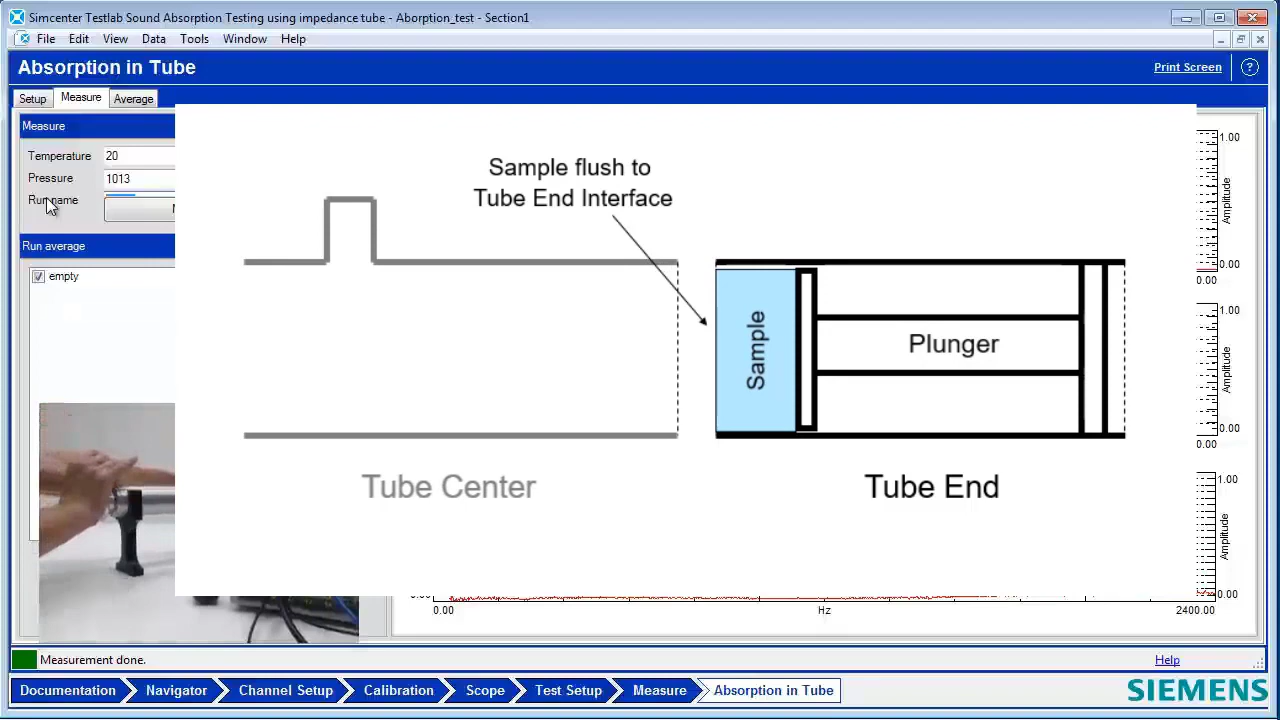 Simcenter Testlab Sound Absorption Testing using impedance tube - Aborption_test - Section1
File Edit View Data Tools Window Help
Absorption in Tube
Print Screen
Setup Measure Average
Measure
Temperature 20
Pressure 1013
Run name
Run average
empty
Sample flush to
Tube End Interface
Sample
Plunger
Tube Center
Tube End
1.00
Amplitude
0.00
0.00
1.00
Amplitude
0.00
0.00
1.00
Amplitude
0.00
0.00 Hz 2400.00
Measurement done.
Help
Documentation Navigator Channel Setup Calibration Scope Test Setup Measure Absorption in Tube
SIEMENS